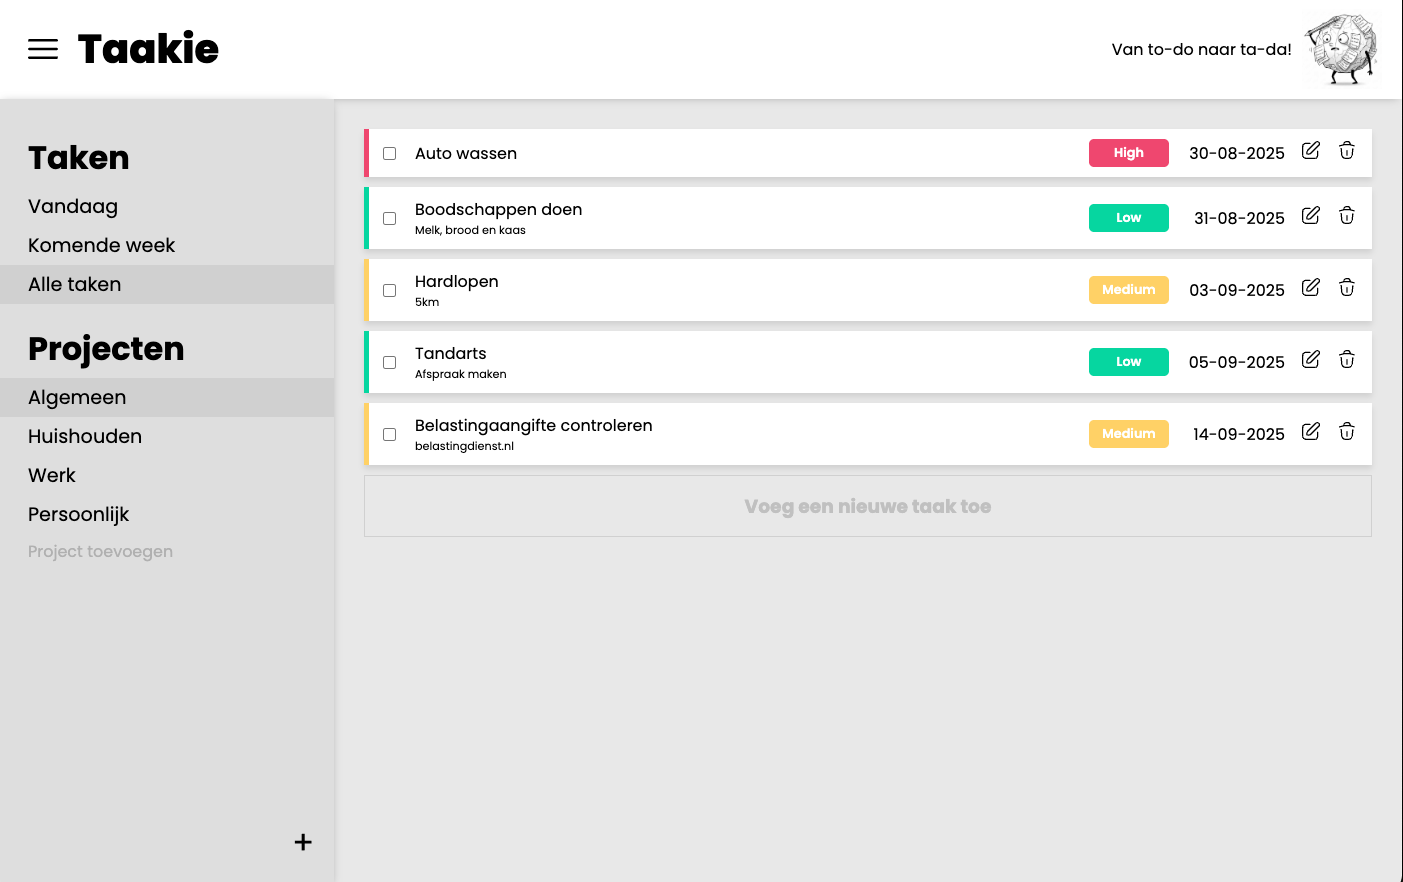 Taakie
Van to-do naar ta-da!
Taken
Vandaag
Komende week
Alle taken
Projecten
Algemeen
Huishouden
Werk
Persoonlijk
Project toevoegen
+
Auto wassen High 30-08-2025
Boodschappen doen Low 31-08-2025
Melk, brood en kaas
Hardlopen Medium 03-09-2025
5km
Tandarts Low 05-09-2025
Afspraak maken
Belastingaangifte controleren Medium 14-09-2025
belastingdienst.nl
Voeg een nieuwe taak toe